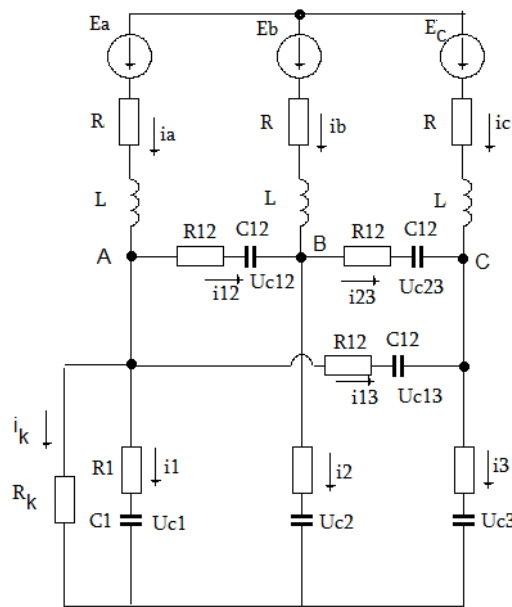 Ea Eb Ec
R ia R ib R ic
L L L
R12 C12 B R12 C12
A C
i12 Uc12 i23 Uc23
R12 C12
i13 Uc13
ik
R1 i1 i2 i3
Rk
C1 Uc1 Uc2 Uc3